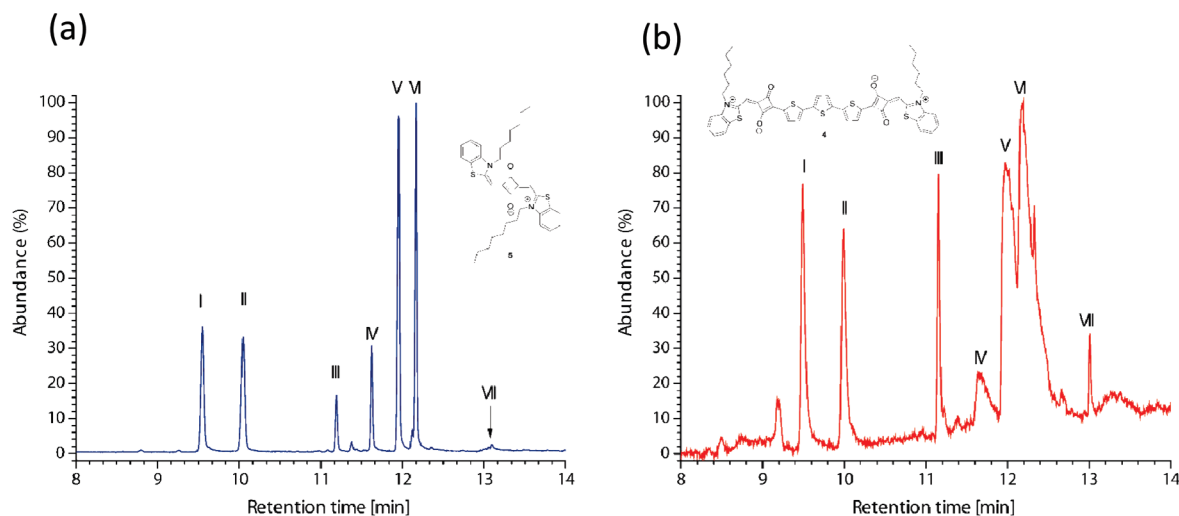 (a)
Abundance (%)
100
90
80
70
60
50
40
30
20
10
0
I
II
III
IV
V
VI
VII
N
S
O
O
S
N
5
8
9
10
11
12
13
14
Retention time [min]
(b)
Abundance (%)
100
90
80
70
60
50
40
30
20
10
0
N
S
O
O
S
S
S
O
O
N
S
4
I
II
III
IV
V
VI
VII
8
9
10
11
12
13
14
Retention time [min]